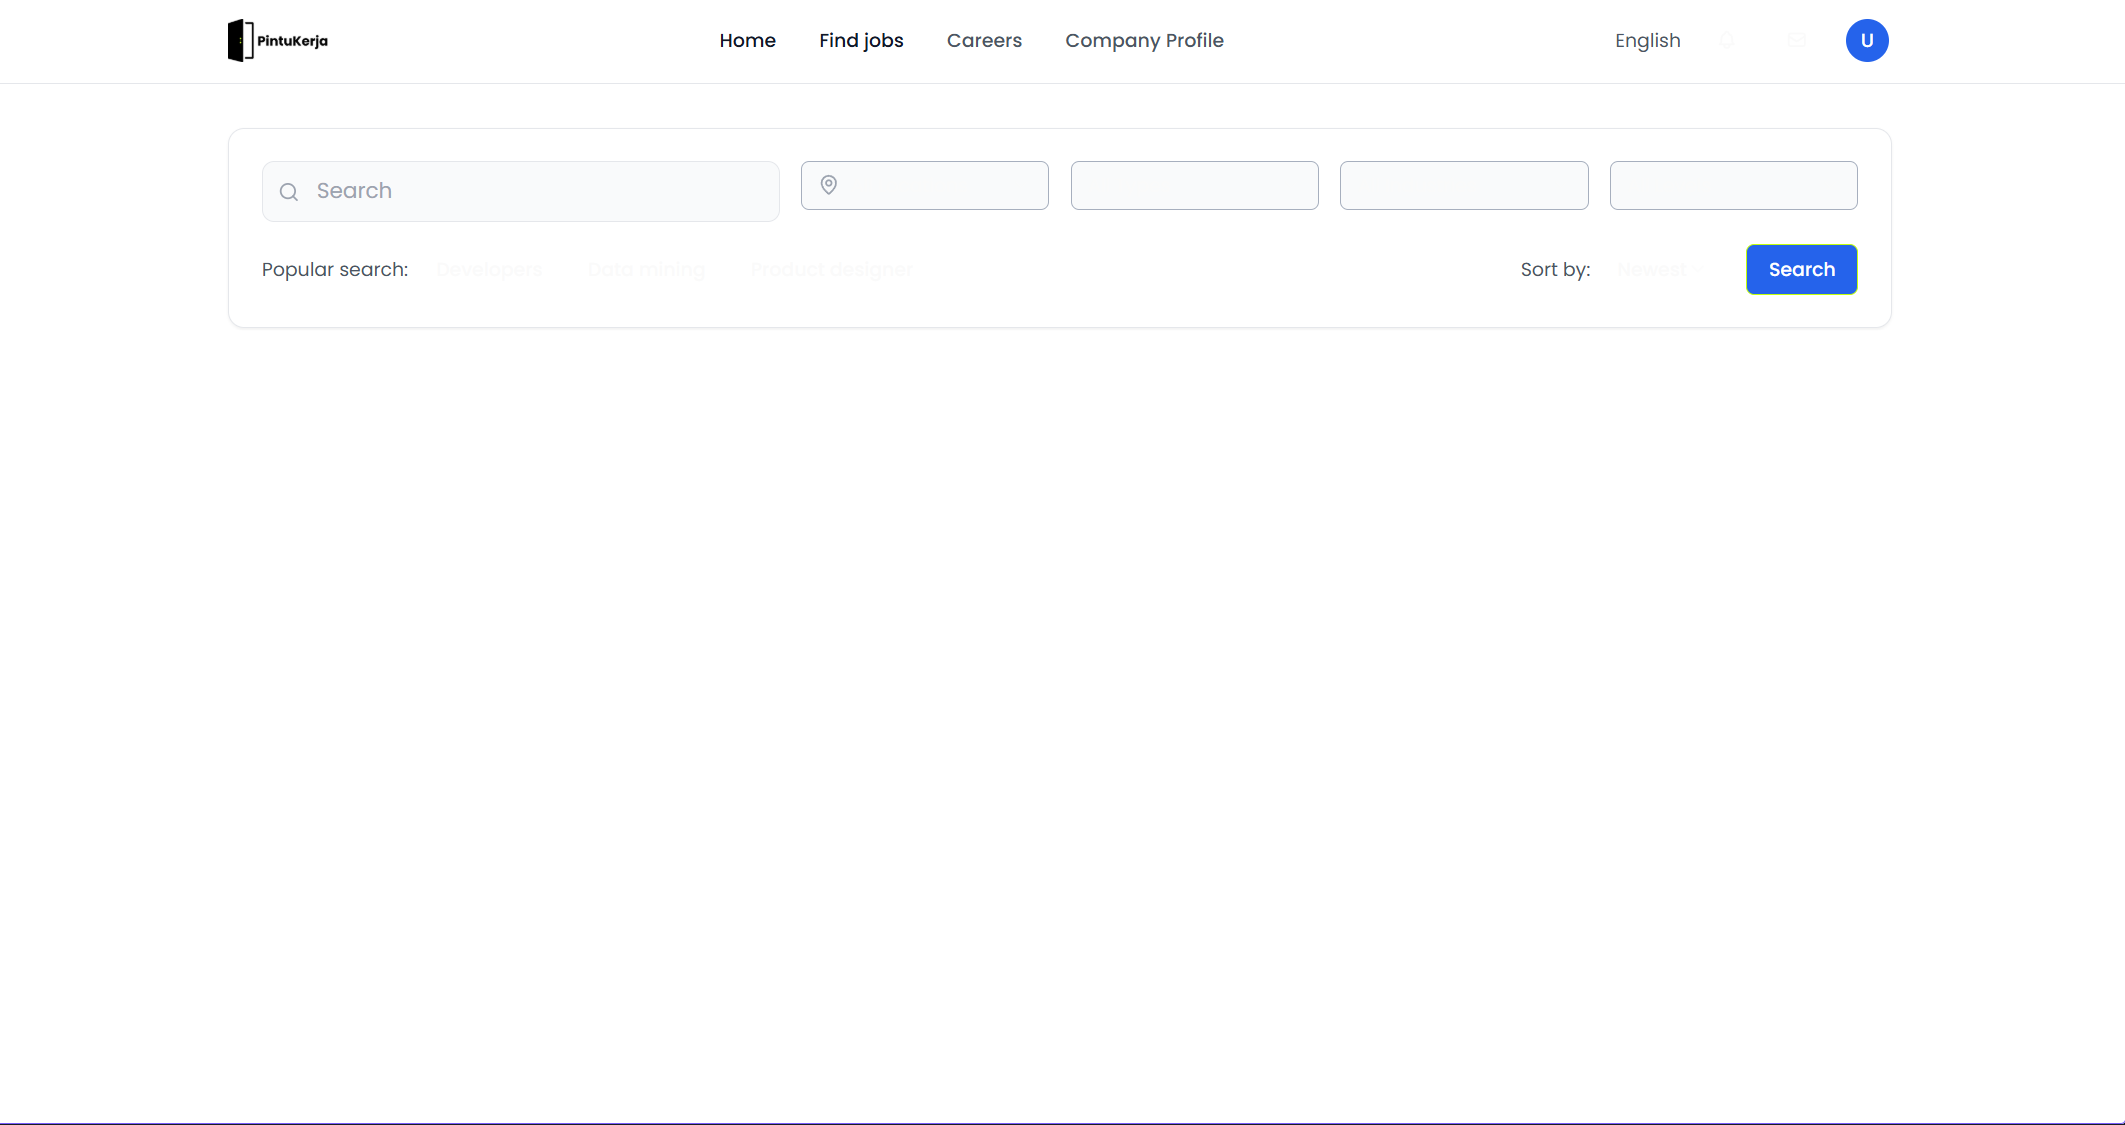 PintuKerja
Home Find jobs Careers Company Profile
English U
Search
Popular search: Developers Data mining Product designer
Sort by: Newest Search